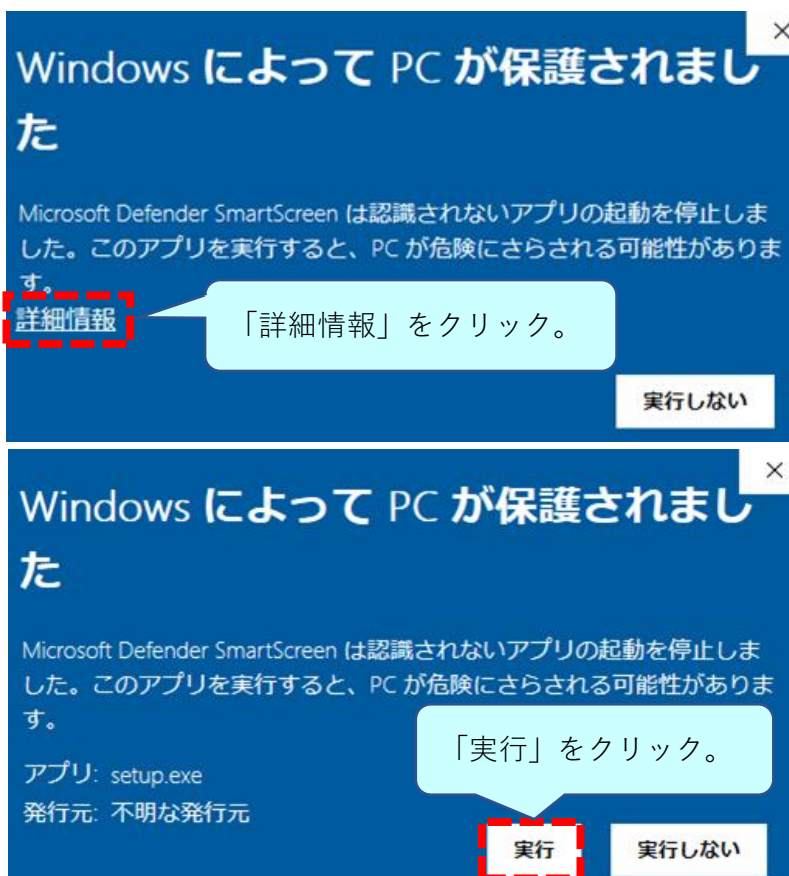 Windows によって PC が保護されまし
た
Microsoft Defender SmartScreen は認識されないアプリの起動を停止しま
した。このアプリを実行すると、PC が危険にさらされる可能性がありま
す。
詳細情報
「詳細情報」をクリック。
実行しない
Windows によって PC が保護されまし
た
Microsoft Defender SmartScreen は認識されないアプリの起動を停止しま
した。このアプリを実行すると、PC が危険にさらされる可能性がありま
す。
「実行」をクリック。
アプリ: setup.exe
発行元: 不明な発行元
実行
実行しない